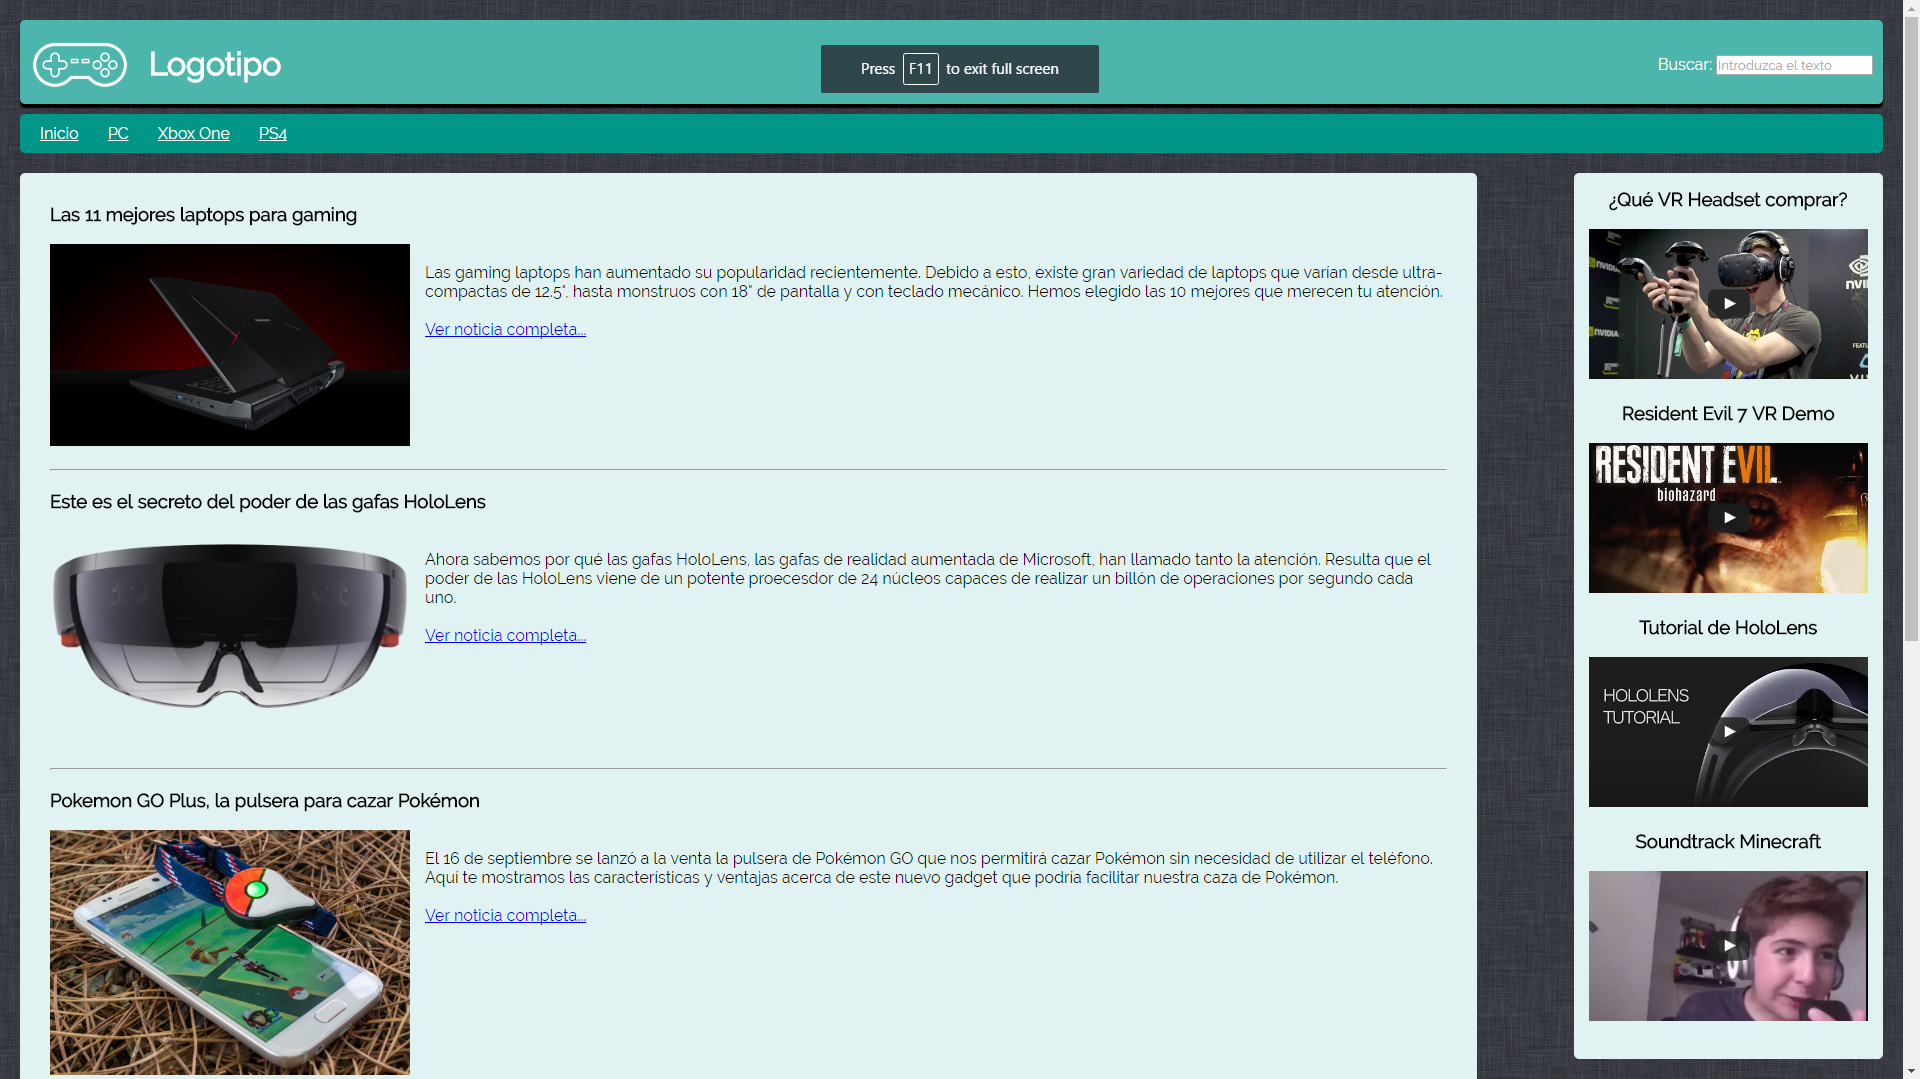 Logotipo
Press F11 to exit full screen
Buscar: Introduzca el texto
Inicio PC Xbox One PS4
Las 11 mejores laptops para gaming
Las gaming laptops han aumentado su popularidad recientemente. Debido a esto, existe gran variedad de laptops que varían desde ultra-
compactas de 12.5", hasta monstruos con 18" de pantalla y con teclado mecánico. Hemos elegido las 10 mejores que merecen tu atención.
Ver noticia completa...
Este es el secreto del poder de las gafas HoloLens
Ahora sabemos por qué las gafas HoloLens, las gafas de realidad aumentada de Microsoft, han llamado tanto la atención. Resulta que el
poder de las HoloLens viene de un potente proecesdor de 24 núcleos capaces de realizar un billón de operaciones por segundo cada
uno.
Ver noticia completa...
Pokemon GO Plus, la pulsera para cazar Pokémon
El 16 de septiembre se lanzó a la venta la pulsera de Pokémon GO que nos permitirá cazar Pokémon sin necesidad de utilizar el teléfono.
Aquí te mostramos las características y ventajas acerca de este nuevo gadget que podría facilitar nuestra caza de Pokémon.
Ver noticia completa...
¿Qué VR Headset comprar?
NVIDIA
NVIDIA
Resident Evil 7 VR Demo
RESIDENT EVIL
biohazard
Tutorial de HoloLens
HOLOLENS
TUTORIAL
Soundtrack Minecraft